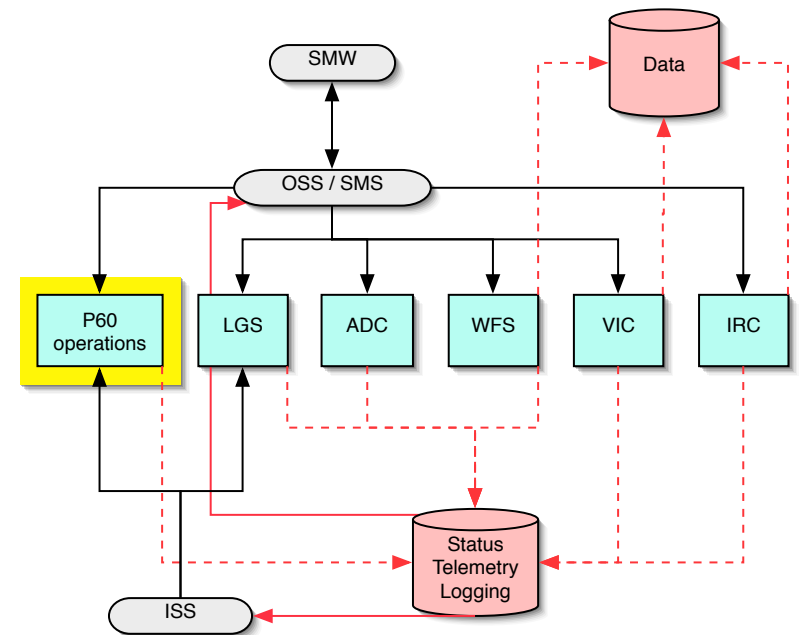 SMW
Data
OSS / SMS
P60
operations
LGS
ADC
WFS
VIC
IRC
Status
Telemetry
Logging
ISS